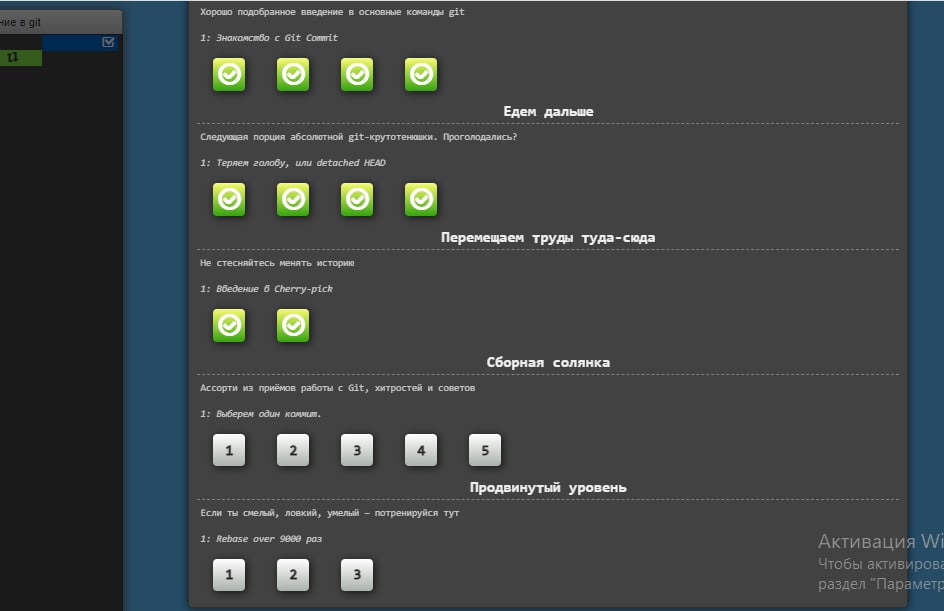 ние в git
Хорошо подобранное введение в основные команды git
1: Знакомство с Git Commit
Едем дальше
Следующая порция абсолютной git-крутотенюшки. Проголодались?
1: Теряем голову, или detached HEAD
Перемещаем труды туда-сюда
Не стесняйтесь менять историю
1: Введение в Cherry-pick
Сборная солянка
Ассорти из приёмов работы с Git, хитростей и советов
1: Выберем один коммит.
1 2 3 4 5
Продвинутый уровень
Если ты смелый, ловкий, умелый – потренируйся тут
1: Rebase over 9000 раз
1 2 3
Активация Wi
Чтобы активирова
раздел "Параметр